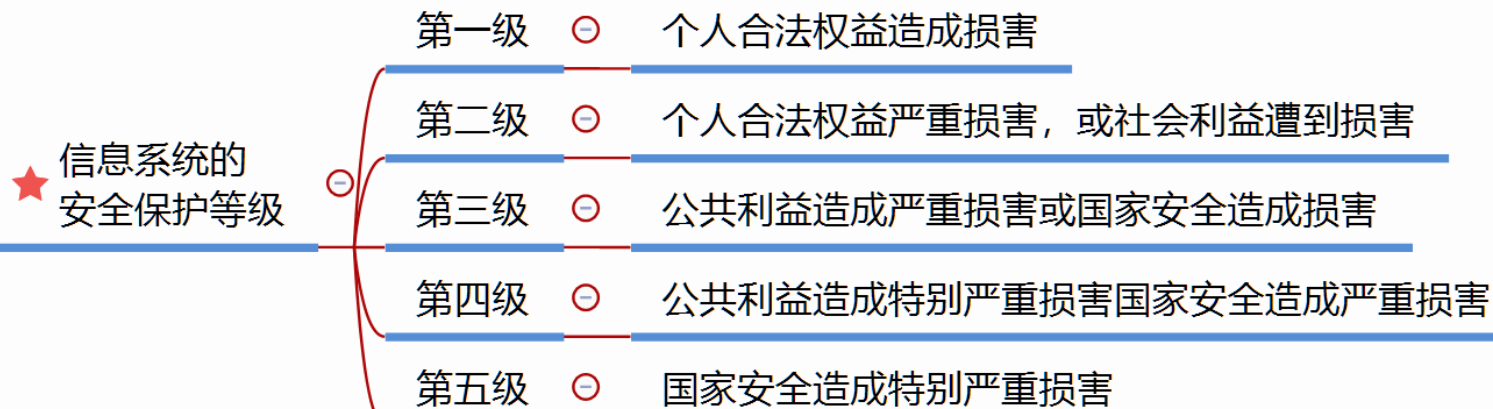 信息系统的
安全保护等级
第一级 个人合法权益造成损害
第二级 个人合法权益严重损害，或社会利益遭到损害
第三级 公共利益造成严重损害或国家安全造成损害
第四级 公共利益造成特别严重损害国家安全造成严重损害
第五级 国家安全造成特别严重损害